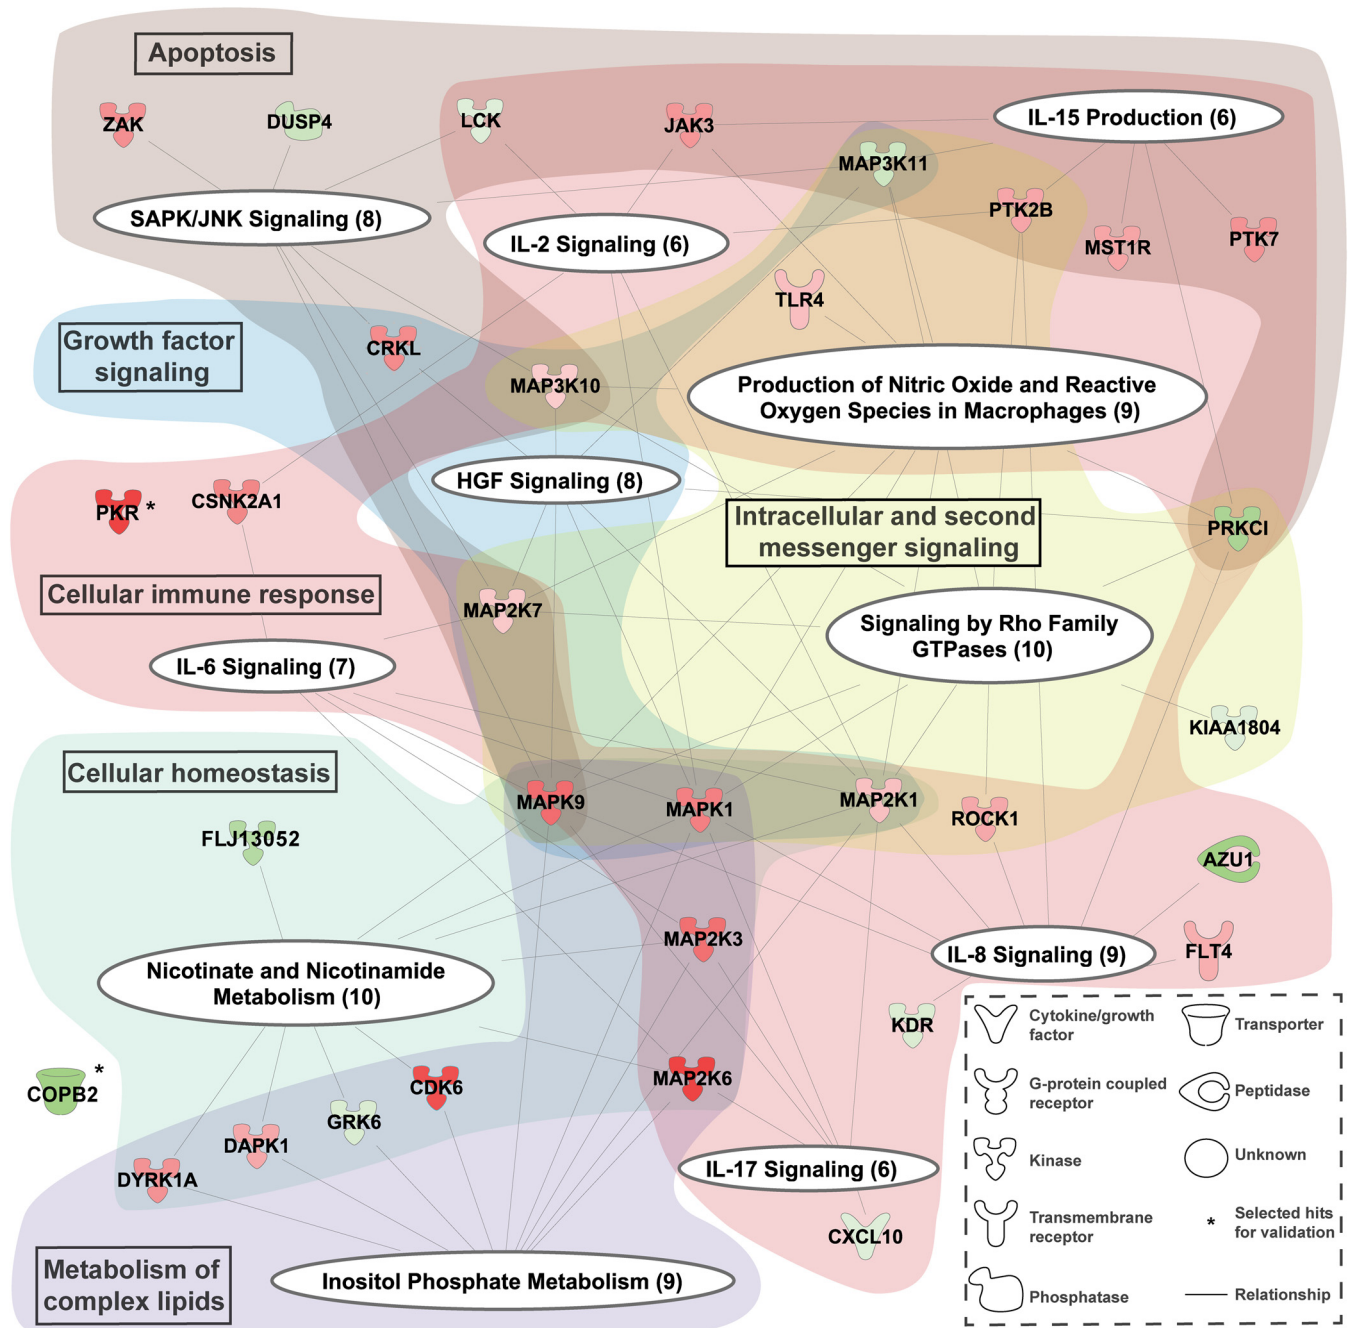 Apoptosis
ZAK
DUSP4
LCK
JAK3
IL-15 Production (6)
MAP3K11
SAPK/JNK Signaling (8)
IL-2 Signaling (6)
PTK2B
MST1R
PTK7
TLR4
Growth factor
signaling
CRKL
MAP3K10
Production of Nitric Oxide and Reactive
Oxygen Species in Macrophages (9)
HGF Signaling (8)
PKR *
CSNK2A1
Intracellular and second
messenger signaling
PRKCI
Cellular immune response
MAP2K7
Signaling by Rho Family
GTPases (10)
IL-6 Signaling (7)
KIAA1804
Cellular homeostasis
MAPK9
MAPK1
MAP2K1
ROCK1
FLJ13052
AZU1
MAP2K3
IL-8 Signaling (9)
FLT4
Nicotinate and Nicotinamide
Metabolism (10)
KDR
COPB2 *
CDK6
MAP2K6
GRK6
DAPK1
DYRK1A
IL-17 Signaling (6)
CXCL10
Metabolism of
complex lipids
Inositol Phosphate Metabolism (9)
Cytokine/growth
factor
Transporter
G-protein coupled
receptor
Peptidase
Kinase
Unknown
Transmembrane
receptor
* Selected hits
for validation
Phosphatase
Relationship